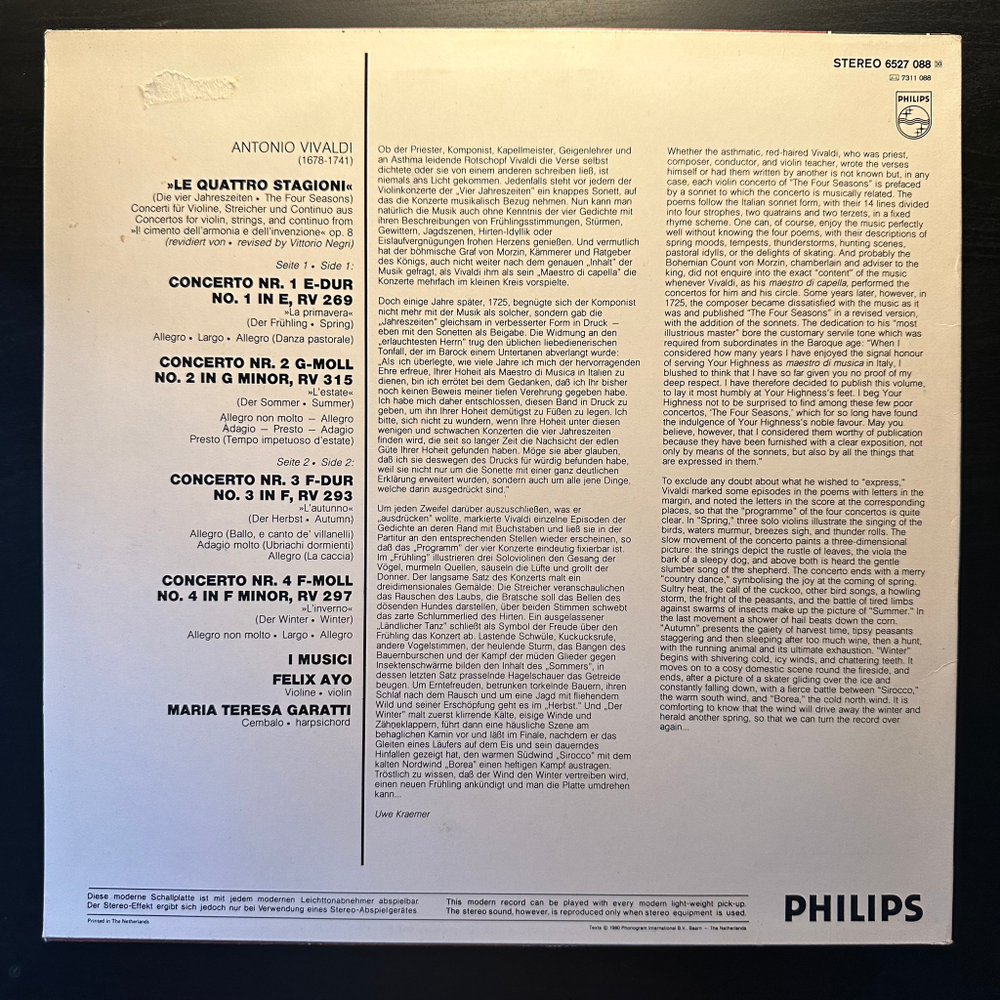 STEREO 6527 088
7311 088
PHILIPS
ANTONIO VIVALDI
(1678-1741)
»LE QUATTRO STAGIONI«
(Die vier Jahreszeiten • The Four Seasons)
Concerti für Violine, Streicher und Continuo aus
Concertos for violin, strings, and continuo from
»Il cimento dell'armonia e dell'invenzione« op. 8
(revidiert von • revised by Vittorio Negri)
Seite 1 • Side 1:
CONCERTO NR. 1 E-DUR
NO. 1 IN E, RV 269
»La primavera«
(Der Frühling • Spring)
Allegro • Largo • Allegro (Danza pastorale)
CONCERTO NR. 2 G-MOLL
NO. 2 IN G MINOR, RV 315
»L'estate«
(Der Sommer • Summer)
Allegro non molto – Allegro
Adagio – Presto – Adagio
Presto (Tempo impetuoso d'estate)
Seite 2 • Side 2:
CONCERTO NR. 3 F-DUR
NO. 3 IN F, RV 293
»L'autunno«
(Der Herbst • Autumn)
Allegro (Ballo, e canto de' villanelli)
Adagio molto (Ubriachi dormienti)
Allegro (La caccia)
CONCERTO NR. 4 F-MOLL
NO. 4 IN F MINOR, RV 297
»L'inverno«
(Der Winter • Winter)
Allegro non molto • Largo • Allegro
I MUSICI
FELIX AYO
Violine • violin
MARIA TERESA GARATTI
Cembalo • harpsichord
Ob der Priester, Komponist, Kapellmeister, Geigenlehrer und
an Asthma leidende Rotschopf Vivaldi die Verse selbst
dichtete oder sie von einem anderen schreiben ließ, ist
niemals ans Licht gekommen. Jedenfalls steht vor jedem der
Violinkonzerte der „Vier Jahreszeiten" ein knappes Sonett, auf
das die Konzerte musikalisch Bezug nehmen. Nun kann man
natürlich die Musik auch ohne Kenntnis der vier Gedichte mit
ihren Beschreibungen von Frühlingsstimmungen, Stürmen,
Gewittern, Jagdszenen, Hirten-Idyllik oder
Eislaufvergnügungen frohen Herzens genießen. Und vermutlich
hat der böhmische Graf von Morzin, Kämmerer und Ratgeber
des Königs, auch nicht weiter nach dem genauen „Inhalt" der
Musik gefragt, als Vivaldi ihm als sein „Maestro di capella" die
Konzerte mehrfach im kleinen Kreis vorspielte.
Doch einige Jahre später, 1725, begnügte sich der Komponist
nicht mehr mit der Musik als solcher, sondern gab die
„Jahreszeiten" gleichsam in verbesserter Form in Druck –
eben mit den Sonetten als Beigabe. Die Widmung an den
„erlauchtesten Herrn" trug den üblichen liebedienerischen
Tonfall, der im Barock einem Untertanen abverlangt wurde:
„Als ich überlegte, wie viele Jahre ich mich der hervorragenden
Ehre erfreue, Ihrer Hoheit als Maestro di Musica in Italien zu
dienen, bin ich errötet bei dem Gedanken, daß ich Ihr bisher
noch keinen Beweis meiner tiefen Verehrung gegeben habe.
Ich habe mich daher entschlossen, diesen Band in Druck zu
geben, um ihn Ihrer Hoheit demütigst zu Füßen zu legen. Ich
bitte, sich nicht zu wundern, wenn Ihre Hoheit unter diesen
wenigen und schwachen Konzerten die vier Jahreszeiten
finden wird, die seit so langer Zeit die Nachsicht der edlen
Güte Ihrer Hoheit gefunden haben. Möge sie aber glauben,
daß ich sie deswegen des Drucks für würdig befunden habe,
weil sie nicht nur um die Sonette mit einer ganz deutlichen
Erklärung erweitert wurden, sondern auch um alle jene Dinge,
welche darin ausgedrückt sind."
Um jeden Zweifel darüber auszuschließen, was er
„ausdrücken" wollte, markierte Vivaldi einzelne Episoden der
Gedichte an deren Rand mit Buchstaben und ließ sie in der
Partitur an den entsprechenden Stellen wieder erscheinen, so
daß das „Programm" der vier Konzerte eindeutig fixierbar ist.
Im „Frühling" illustrieren drei Soloviolinen den Gesang der
Vögel, murmeln Quellen, säuseln die Lüfte und grollt der
Donner. Der langsame Satz des Konzerts malt ein
dreidimensionales Gemälde: Die Streicher veranschaulichen
das Rauschen des Laubs, die Bratsche soll das Bellen des
dösenden Hundes darstellen, über beiden Stimmen schwebt
das zarte Schlummerlied des Hirten. Ein ausgelassener
„Ländlicher Tanz" schließt als Symbol der Freude über den
Frühling das Konzert ab. Lastende Schwüle, Kuckucksrufe,
andere Vogelstimmen, der heulende Sturm, das Bangen des
Bauernburschen und der Kampf der müden Glieder gegen
Insektenschwärme bilden den Inhalt des „Sommers", in
dessen letzten Satz prasselnde Hagelschauer das Getreide
beugen. Um Erntefreuden, betrunken torkelnde Bauern, ihren
Schlaf nach dem Rausch und um eine Jagd mit fliehendem
Wild und seiner Erschöpfung geht es im „Herbst." Und „Der
Winter" malt zuerst klirrende Kälte, eisige Winde und
Zähneklappern, führt dann eine häusliche Szene am
behaglichen Kamin vor und läßt im Finale, nachdem er das
Gleiten eines Läufers auf dem Eis und sein dauerndes
Hinfallen gezeigt hat, den warmen Südwind „Sirocco" mit dem
kalten Nordwind „Borea" einen heftigen Kampf austragen.
Tröstlich zu wissen, daß der Wind den Winter vertreiben wird,
einen neuen Frühling ankündigt und man die Platte umdrehen
kann...
Uwe Kraemer
Whether the asthmatic, red-haired Vivaldi, who was priest,
composer, conductor, and violin teacher, wrote the verses
himself or had them written by another is not known but, in any
case, each violin concerto of "The Four Seasons" is prefaced
by a sonnet to which the concerto is musically related. The
poems follow the Italian sonnet form, with their 14 lines divided
into four strophes, two quatrains and two terzets, in a fixed
rhyme scheme. One can, of course, enjoy the music perfectly
well without knowing the four poems, with their descriptions of
spring moods, tempests, thunderstorms, hunting scenes,
pastoral idylls, or the delights of skating. And probably the
Bohemian Count von Morzin, chamberlain and adviser to the
king, did not enquire into the exact "content" of the music
whenever Vivaldi, as his maestro di capella, performed the
concertos for him and his circle. Some years later, however, in
1725, the composer became dissatisfied with the music as it
was and published "The Four Seasons" in a revised version,
with the addition of the sonnets. The dedication to his "most
illustrious master" bore the customary servile tone which was
required from subordinates in the Baroque age: "When I
considered how many years I have enjoyed the signal honour
of serving Your Highness as maestro di musica in Italy, I
blushed to think that I have so far given you no proof of my
deep respect. I have therefore decided to publish this volume,
to lay it most humbly at Your Highness's feet. I beg Your
Highness not to be surprised to find among these few poor
concertos, 'The Four Seasons,' which for so long have found
the indulgence of Your Highness's noble favour. May you
believe, however, that I considered them worthy of publication
because they have been furnished with a clear exposition, not
only by means of the sonnets, but also by all the things that
are expressed in them."
To exclude any doubt about what he wished to "express,"
Vivaldi marked some episodes in the poems with letters in the
margin, and noted the letters in the score at the corresponding
places, so that the "programme" of the four concertos is quite
clear. In "Spring," three solo violins illustrate the singing of the
birds, waters murmur, breezes sigh, and thunder rolls. The
slow movement of the concerto paints a three-dimensional
picture: the strings depict the rustle of leaves, the viola the
bark of a sleepy dog, and above both is heard the gentle
slumber song of the shepherd. The concerto ends with a merry
"country dance," symbolising the joy at the coming of spring.
Sultry heat, the call of the cuckoo, other bird songs, a howling
storm, the fright of the peasants, and the battle of tired limbs
against swarms of insects make up the picture of "Summer." In
the last movement a shower of hail beats down the corn.
"Autumn" presents the gaiety of harvest time, tipsy peasants
staggering and then sleeping after too much wine, then a hunt,
with the running animal and its ultimate exhaustion. "Winter"
begins with shivering cold, icy winds, and chattering teeth. It
moves on to a cosy domestic scene round the fireside, and
ends, after a picture of a skater gliding over the ice and
constantly falling down, with a fierce battle between "Sirocco,"
the warm south wind, and "Borea," the cold north wind. It is
comforting to know that the wind will drive away the winter and
herald another spring, so that we can turn the record over
again...
Diese moderne Schallplatte ist mit jedem modernen Leichttonabnehmer abspielbar.
Der Stereo-Effekt ergibt sich jedoch nur bei Verwendung eines Stereo-Abspielgerätes.
This modern record can be played with every modern light-weight pick-up.
The stereo sound, however, is reproduced only when stereo equipment is used.
PHILIPS
Printed in The Netherlands
Texts © 1980 Phonogram International B.V., Baarn – The Netherlands